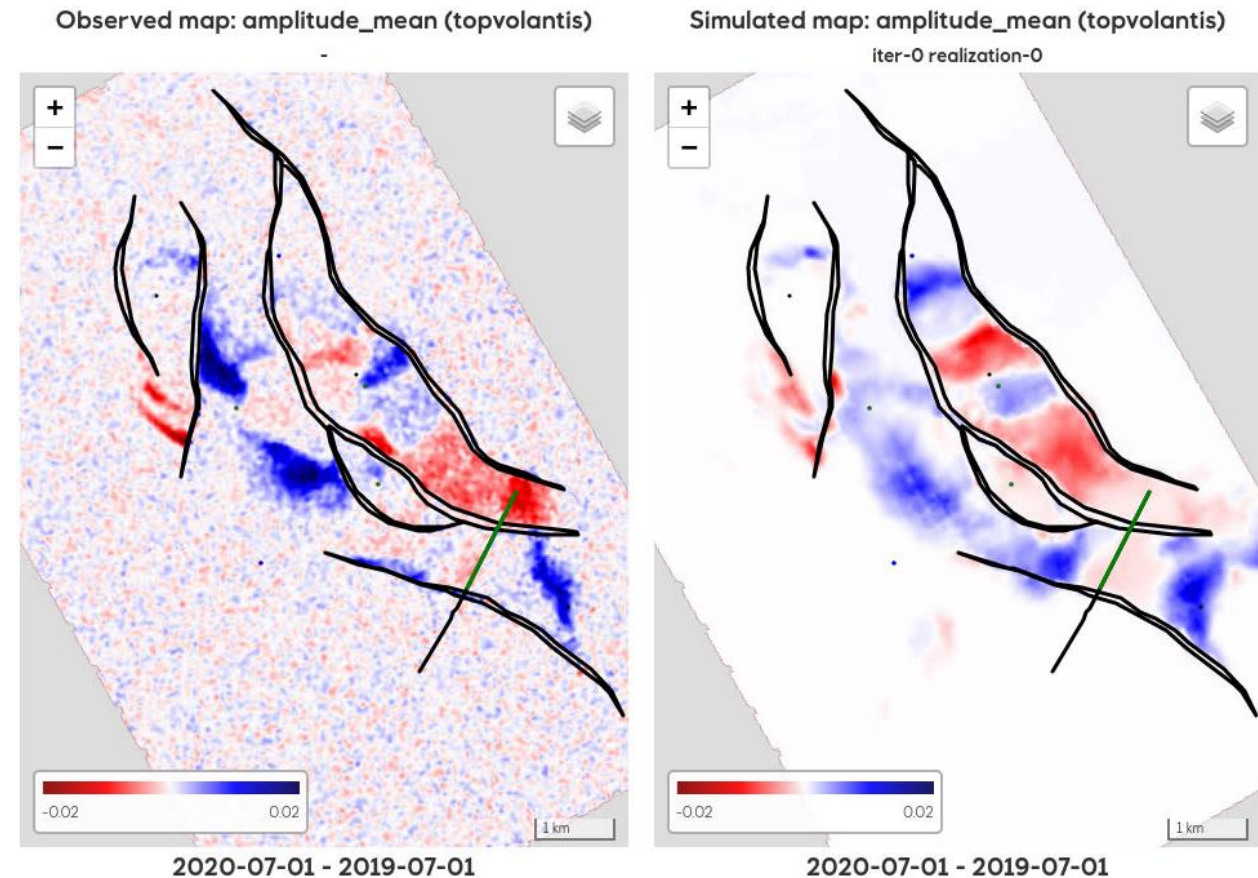 Observed map: amplitude_mean (topvolantis)
-
+
−
-0.02 0.02
1 km
2020-07-01 - 2019-07-01
Simulated map: amplitude_mean (topvolantis)
iter-0 realization-0
+
−
-0.02 0.02
1 km
2020-07-01 - 2019-07-01